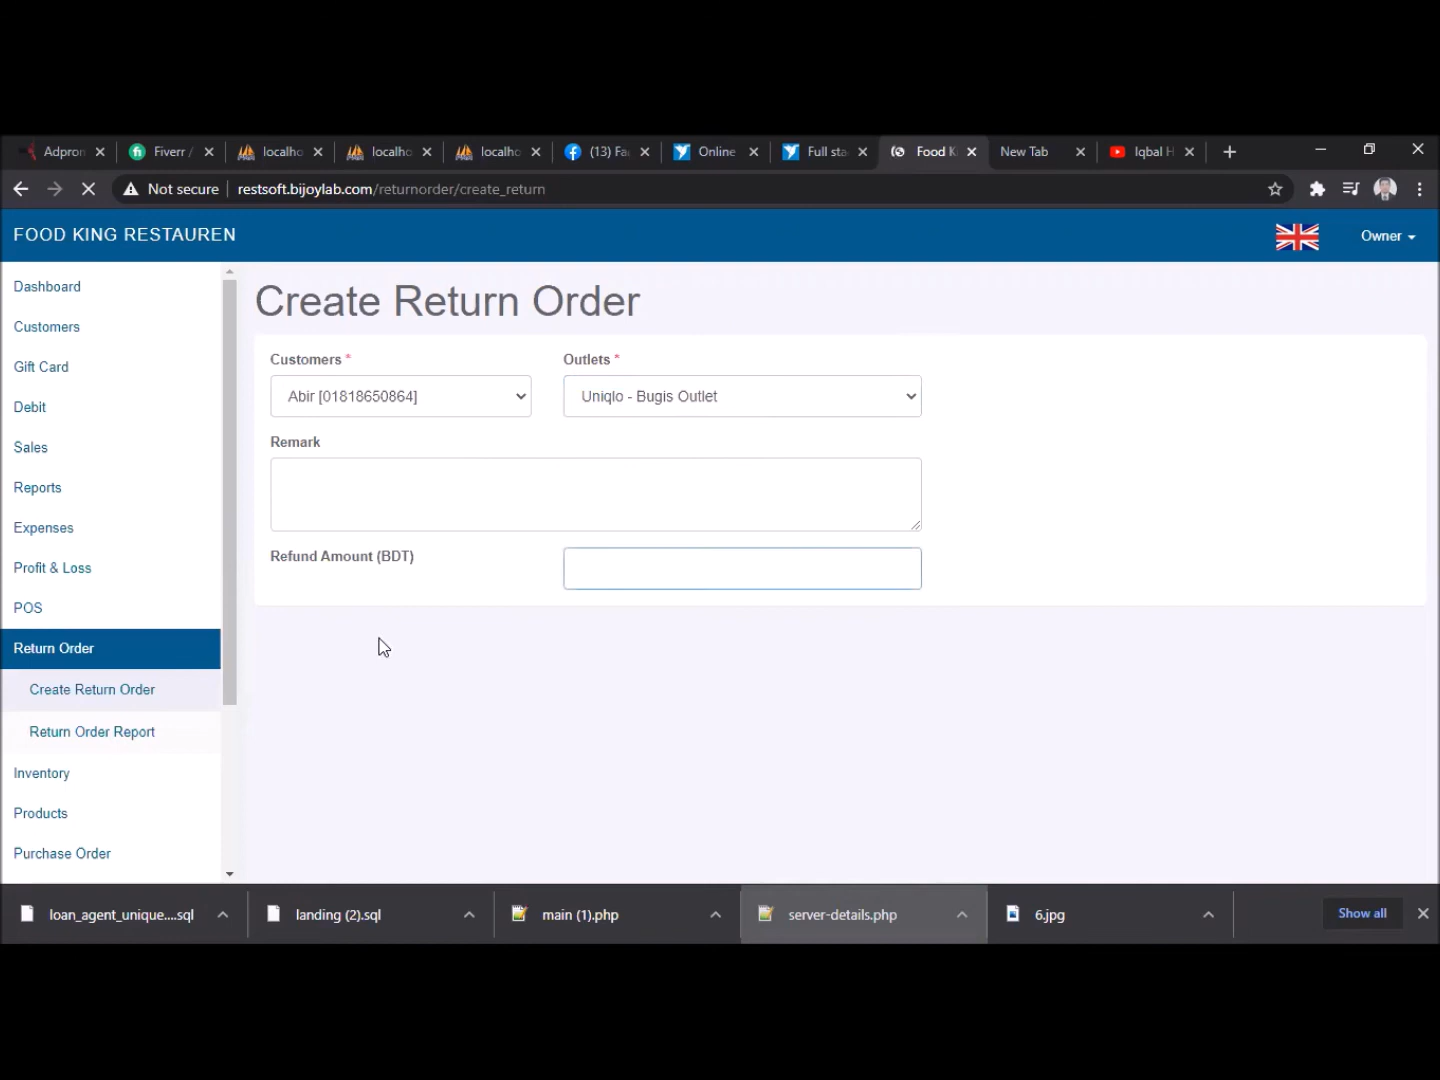 Adpron
Fiverr /
localho
localho
localho
(13) Fa
Online
Full sta
Food K
New Tab
Iqbal H
Not secure
restsoft.bijoylab.com/returnorder/create_return
FOOD KING RESTAUREN
Owner
Dashboard
Customers
Gift Card
Debit
Sales
Reports
Expenses
Profit & Loss
POS
Return Order
Create Return Order
Return Order Report
Inventory
Products
Purchase Order
Create Return Order
Customers *
Outlets *
Abir [01818650864]
Uniqlo - Bugis Outlet
Remark
Refund Amount (BDT)
loan_agent_unique....sql
landing (2).sql
main (1).php
server-details.php
6.jpg
Show all